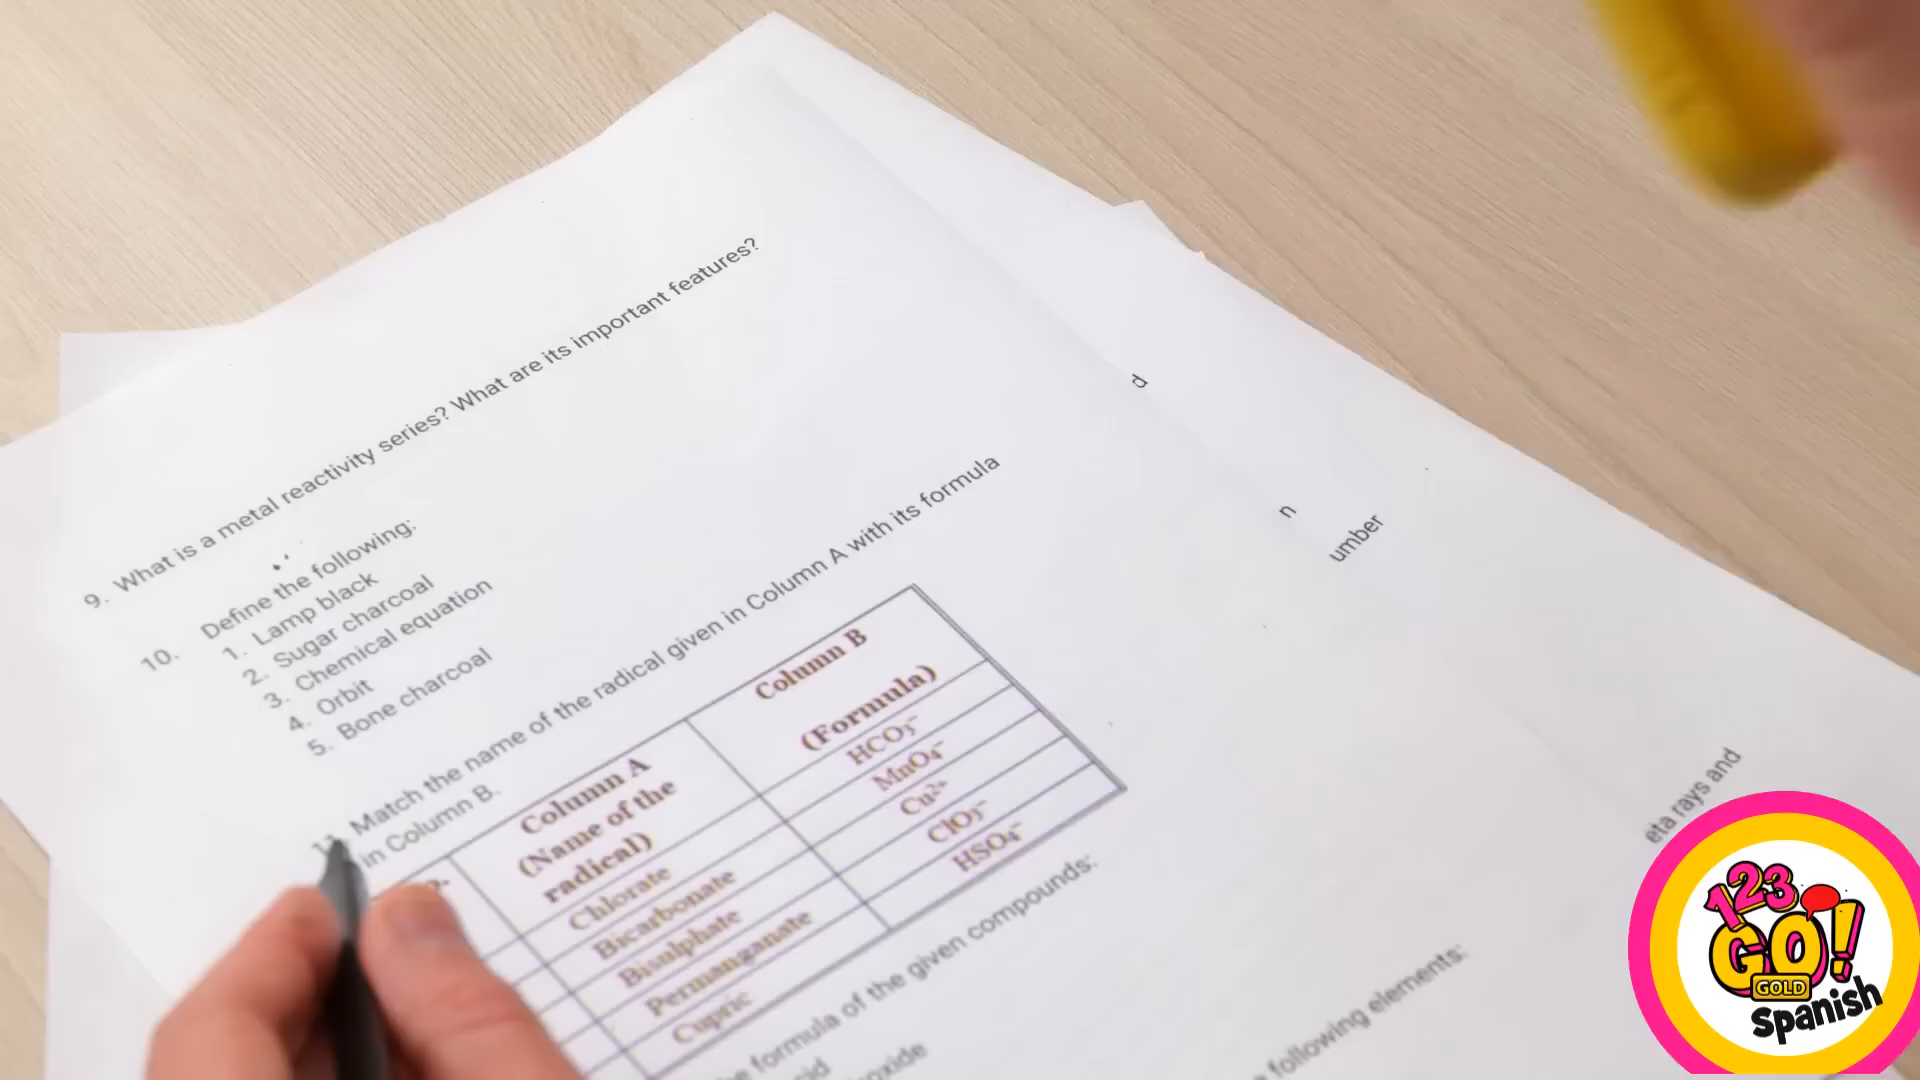 9. What is a metal reactivity series? What are its important features?
10. Define the following:
1. Lamp black
2. Sugar charcoal
3. Chemical equation
4. Orbit
5. Bone charcoal
11. Match the name of the radical given in Column A with its formula
in Column B.
Column A
(Name of the
radical)
Column B
(Formula)
Chlorate
HCO₃⁻
Bicarbonate
MnO₄⁻
Bisulphate
Cu²⁺
Permanganate
ClO₃⁻
Cupric
HSO₄⁻
formula of the given compounds:
d
n
umber
eta rays and
following elements:
123
GO!
GOLD
Spanish